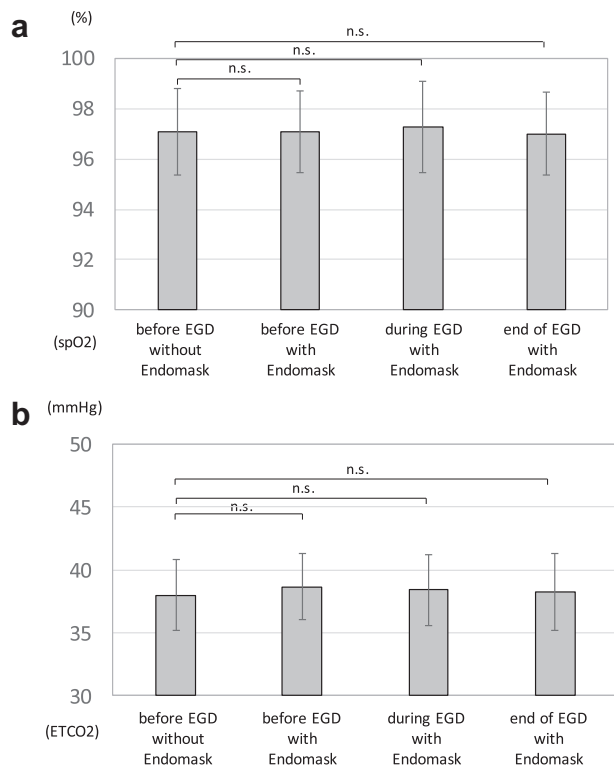 a
(%)
n.s.
n.s.
n.s.
100
98
96
94
92
90
(spO2)
before EGD without Endomask
before EGD with Endomask
during EGD with Endomask
end of EGD with Endomask
b
(mmHg)
n.s.
n.s.
n.s.
50
45
40
35
30
(ETCO2)
before EGD without Endomask
before EGD with Endomask
during EGD with Endomask
end of EGD with Endomask